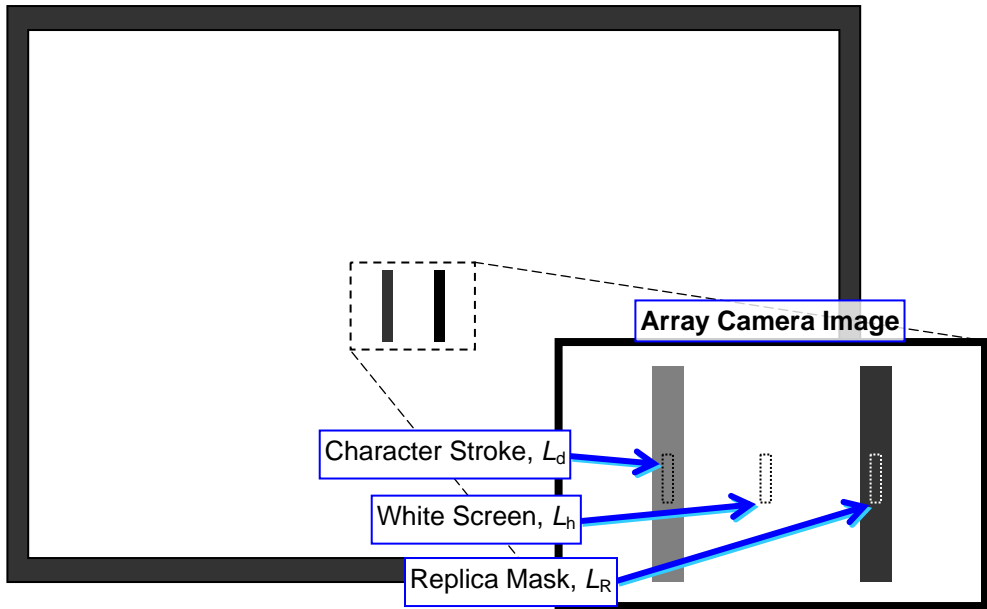 Array Camera Image
Character Stroke, Ld
White Screen, Lh
Replica Mask, LR